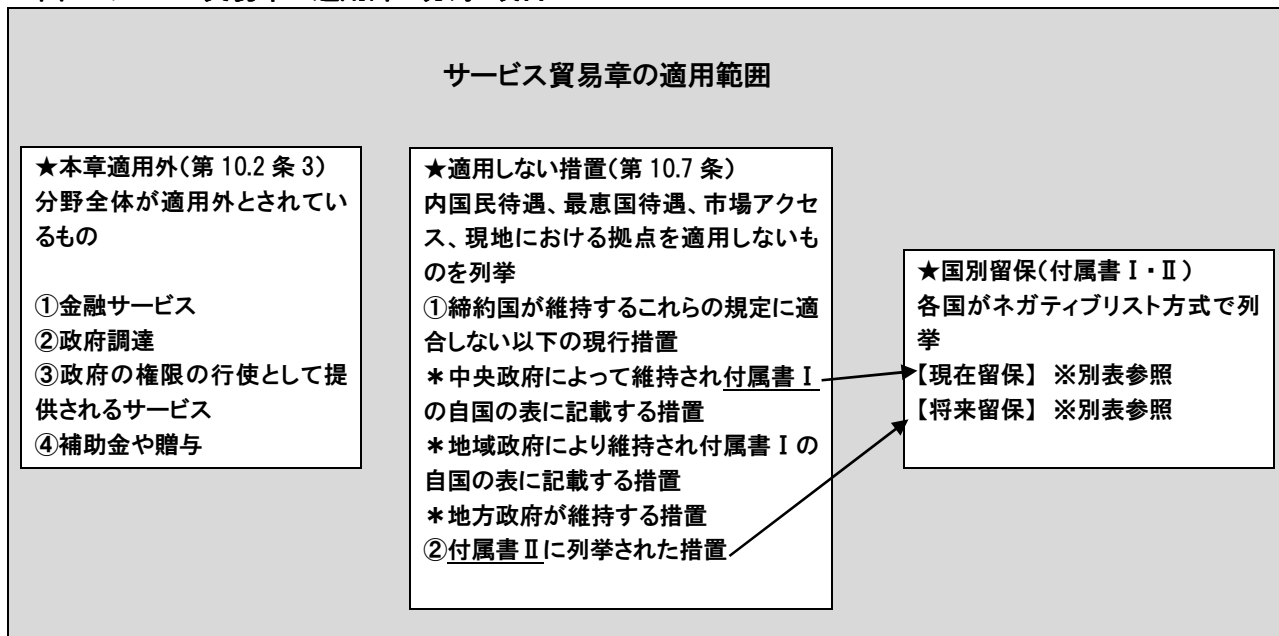 サービス貿易章の適用範囲
★本章適用外(第 10.2 条 3)
分野全体が適用外とされてい
るもの
①金融サービス
②政府調達
③政府の権限の行使として提
供されるサービス
④補助金や贈与
★適用しない措置(第 10.7 条)
内国民待遇、最恵国待遇、市場アクセ
ス、現地における拠点を適用しないも
のを列挙
①締約国が維持するこれらの規定に適
合しない以下の現行措置
＊中央政府によって維持され付属書Ⅰ
の自国の表に記載する措置
＊地域政府により維持され付属書Ⅰの
自国の表に記載する措置
＊地方政府が維持する措置
②付属書Ⅱに列挙された措置
★国別留保(付属書Ⅰ・Ⅱ)
各国がネガティブリスト方式で列
挙
【現在留保】 ※別表参照
【将来留保】 ※別表参照